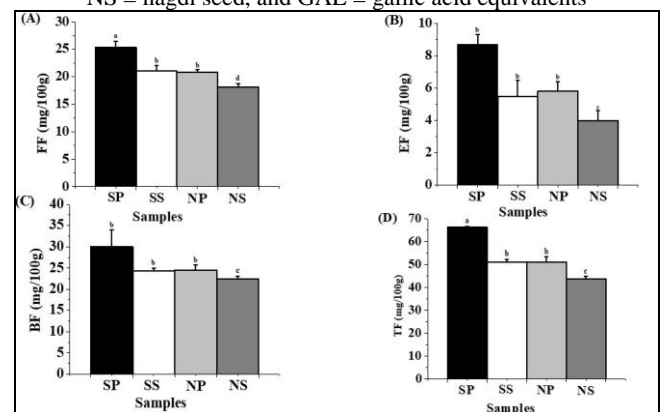 NS = nagdi seed, and GAE = gallic acid equivalents
(A)
FF (mg/100g)
30
25
20
15
10
5
0
a
b
b
d
SP SS NP NS
Samples
(B)
EF (mg/100g)
10
8
6
4
2
0
b
b
b
c
SP SS NP NS
Samples
(C)
BF (mg/100g)
40
35
30
25
20
15
10
5
0
b
b
b
c
SP SS NP NS
Samples
(D)
TF (mg/100g)
70
60
50
40
30
20
10
0
a
b
b
c
SP SS NP NS
Samples